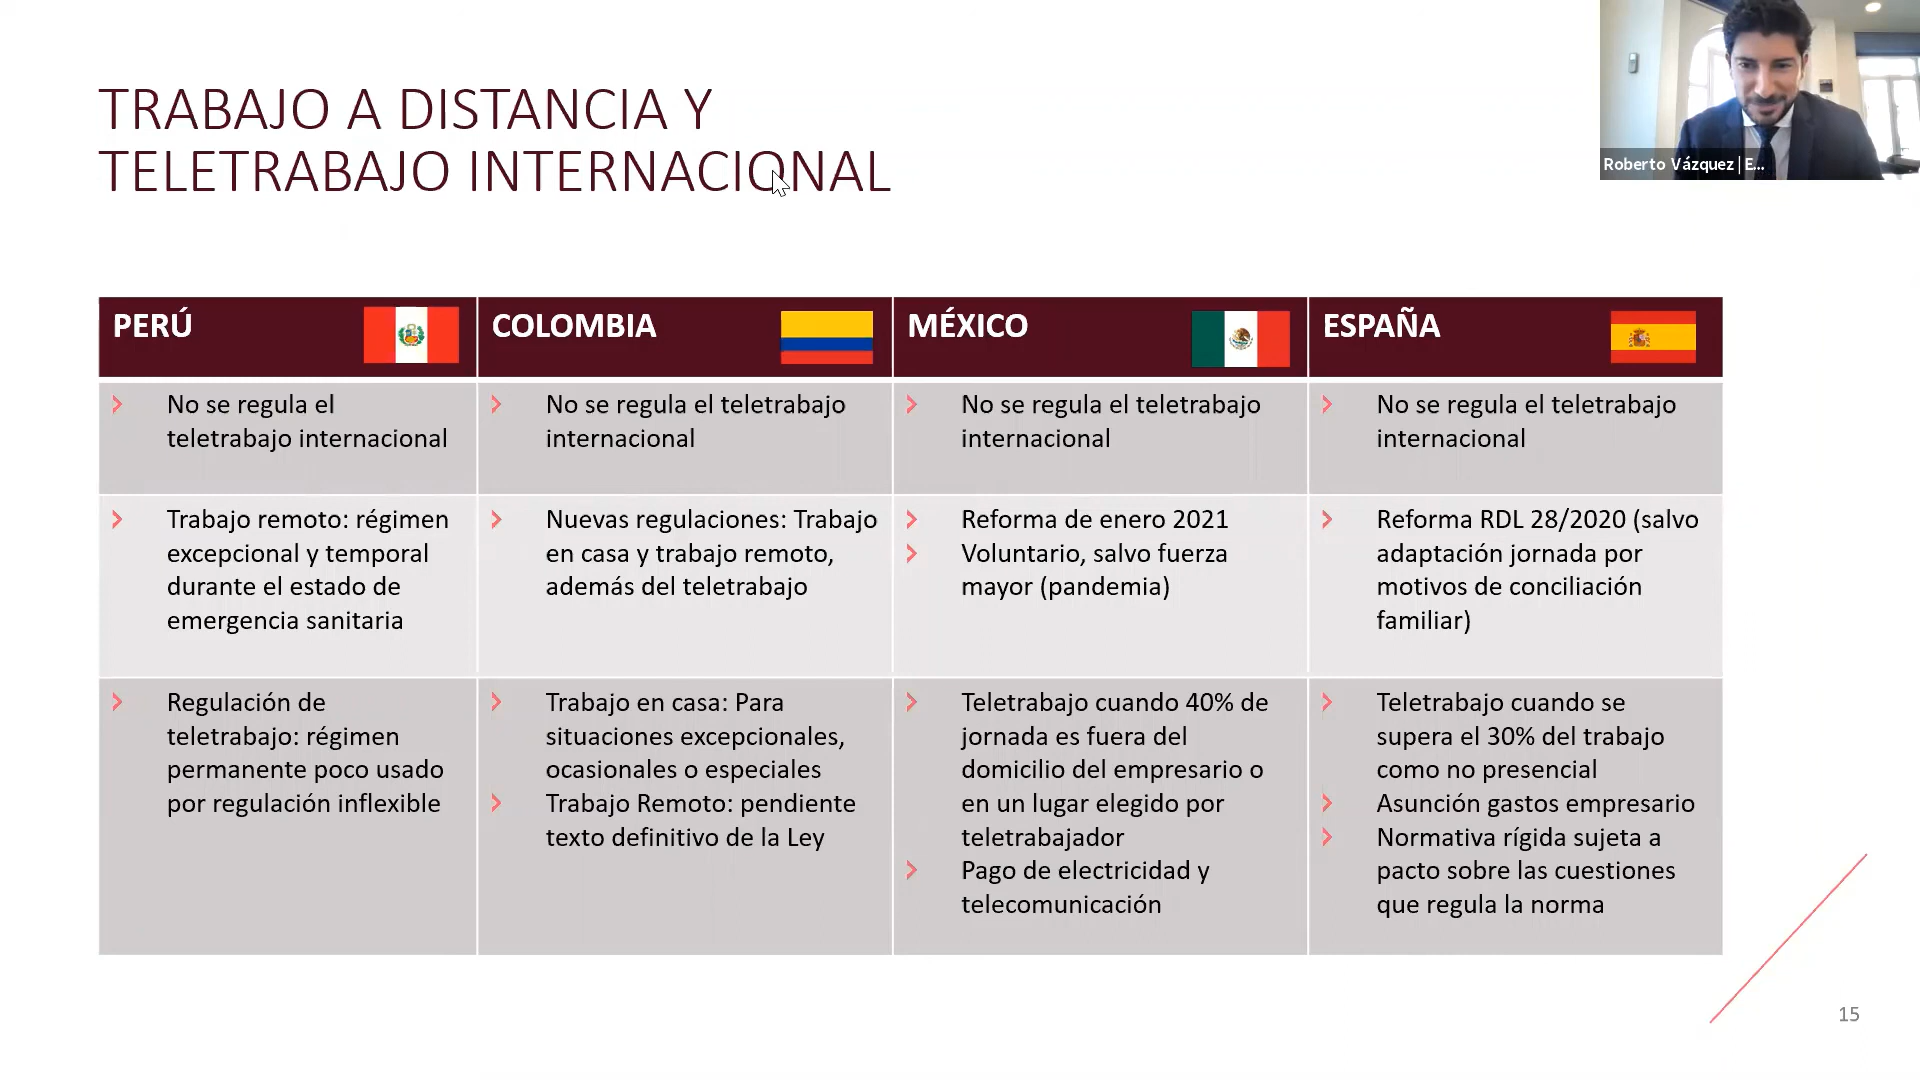 TRABAJO A DISTANCIA Y
TELETRABAJO INTERNACIONAL
Roberto Vázquez | E...
PERÚ
COLOMBIA
MÉXICO
ESPAÑA
No se regula el
teletrabajo internacional
No se regula el teletrabajo
internacional
No se regula el teletrabajo
internacional
No se regula el teletrabajo
internacional
Trabajo remoto: régimen
excepcional y temporal
durante el estado de
emergencia sanitaria
Nuevas regulaciones: Trabajo
en casa y trabajo remoto,
además del teletrabajo
Reforma de enero 2021
Voluntario, salvo fuerza
mayor (pandemia)
Reforma RDL 28/2020 (salvo
adaptación jornada por
motivos de conciliación
familiar)
Regulación de
teletrabajo: régimen
permanente poco usado
por regulación inflexible
Trabajo en casa: Para
situaciones excepcionales,
ocasionales o especiales
Trabajo Remoto: pendiente
texto definitivo de la Ley
Teletrabajo cuando 40% de
jornada es fuera del
domicilio del empresario o
en un lugar elegido por
teletrabajador
Pago de electricidad y
telecomunicación
Teletrabajo cuando se
supera el 30% del trabajo
como no presencial
Asunción gastos empresario
Normativa rígida sujeta a
pacto sobre las cuestiones
que regula la norma
15